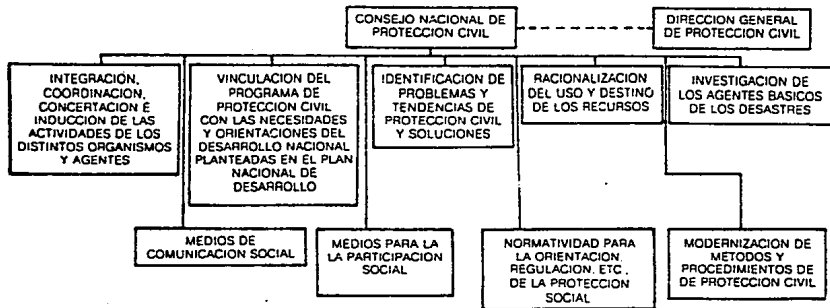 CONSEJO NACIONAL DE
PROTECCION CIVIL
DIRECCION GENERAL
DE PROTECCION CIVIL
INTEGRACIÓN,
COORDINACION,
CONCERTACION E
INDUCCION DE LAS
ACTIVIDADES DE LOS
DISTINTOS ORGANISMOS
Y AGENTES
VINCULACION DEL
PROGRAMA DE
PROTECCION CIVIL
CON LAS NECESIDADES
Y ORIENTACIONES DEL
DESARROLLO NACIONAL
PLANTEADAS EN EL PLAN
NACIONAL DE
DESARROLLO
IDENTIFICACION DE
PROBLEMAS Y
TENDENCIAS DE
PROTECCION CIVIL
Y SOLUCIONES
RACIONALIZACION
DEL USO Y DESTINO
DE LOS RECURSOS
INVESTIGACION DE
LOS AGENTES BASICOS
DE LOS DESASTRES
MEDIOS DE
COMUNICACION SOCIAL
MEDIOS PARA LA
LA PARTICIPACION
SOCIAL
NORMATIVIDAD PARA
LA ORIENTACION,
REGULACION, ETC.,
DE LA PROTECCION
SOCIAL
MODERNIZACION DE
METODOS Y
PROCEDIMIENTOS DE
DE PROTECCION CIVIL